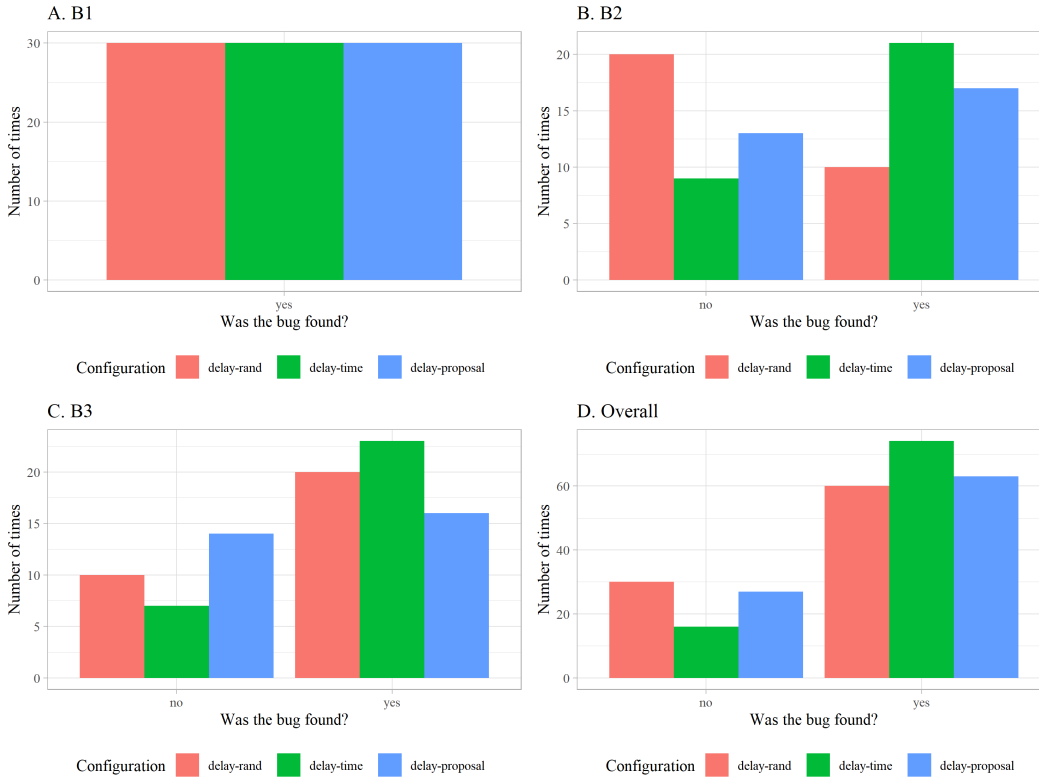 A. B1
Number of times
30
20
10
0
yes
Was the bug found?
Configuration delay-rand delay-time delay-proposal
B. B2
Number of times
20
15
10
5
0
no yes
Was the bug found?
Configuration delay-rand delay-time delay-proposal
C. B3
Number of times
20
15
10
5
0
no yes
Was the bug found?
Configuration delay-rand delay-time delay-proposal
D. Overall
Number of times
60
40
20
0
no yes
Was the bug found?
Configuration delay-rand delay-time delay-proposal